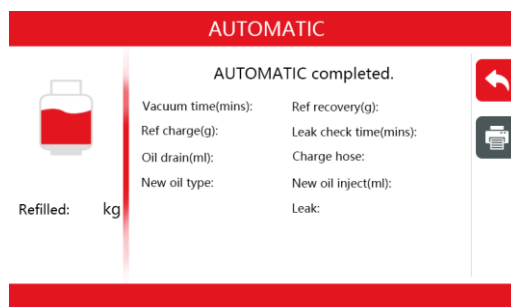 AUTOMATIC
AUTOMATIC completed.
Vacuum time(mins): Ref recovery(g):
Ref charge(g): Leak check time(mins):
Oil drain(ml): Charge hose:
New oil type: New oil inject(ml):
Leak:
Refilled: kg